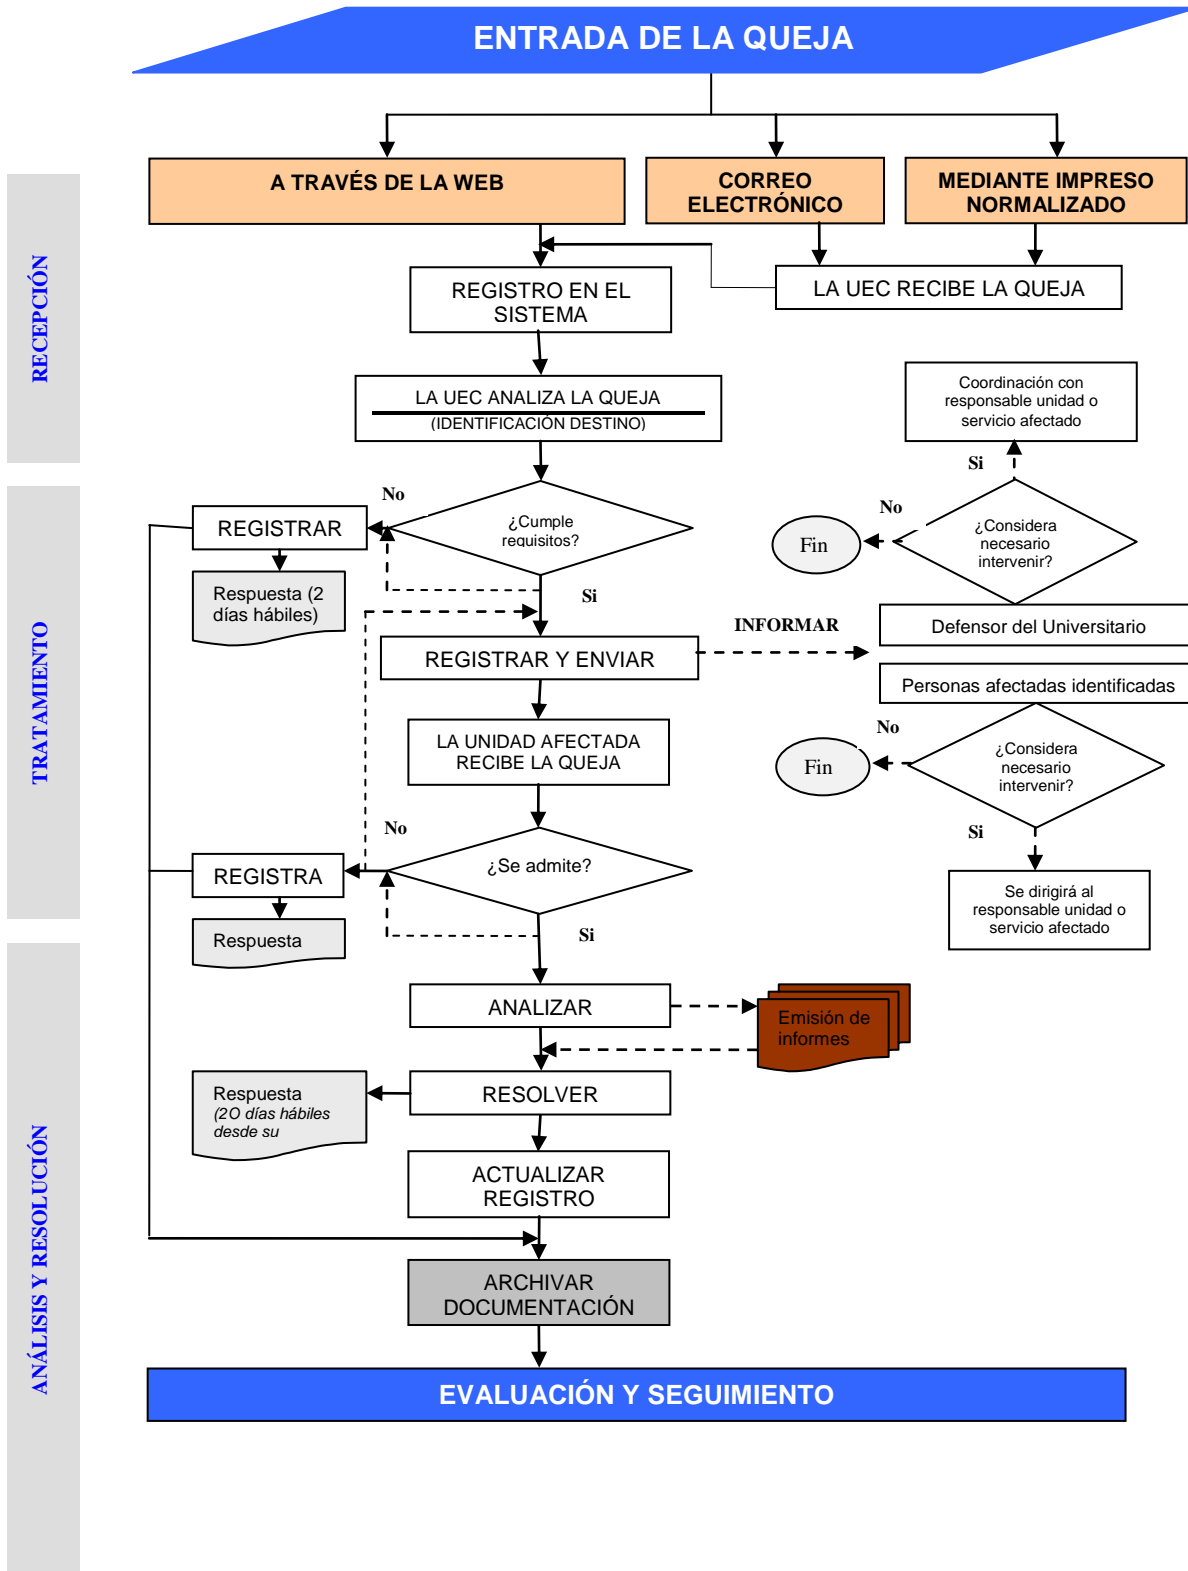 ENTRADA DE LA QUEJA
A TRAVÉS DE LA WEB
CORREO
ELECTRÓNICO
MEDIANTE IMPRESO
NORMALIZADO
RECEPCIÓN
REGISTRO EN EL
SISTEMA
LA UEC RECIBE LA QUEJA
LA UEC ANALIZA LA QUEJA
(IDENTIFICACIÓN DESTINO)
Coordinación con
responsable unidad o
servicio afectado
Si
No
¿Considera
necesario
intervenir?
Fin
TRATAMIENTO
No
¿Cumple
requisitos?
Si
REGISTRAR
Respuesta (2
días hábiles)
REGISTRAR Y ENVIAR
INFORMAR
Defensor del Universitario
Personas afectadas identificadas
LA UNIDAD AFECTADA
RECIBE LA QUEJA
No
¿Considera
necesario
intervenir?
Fin
Si
Se dirigirá al
responsable unidad o
servicio afectado
No
¿Se admite?
Si
REGISTRA
Respuesta
ANÁLISIS Y RESOLUCIÓN
ANALIZAR
Emisión de
informes
RESOLVER
Respuesta
(2O días hábiles
desde su
ACTUALIZAR
REGISTRO
ARCHIVAR
DOCUMENTACIÓN
EVALUACIÓN Y SEGUIMIENTO